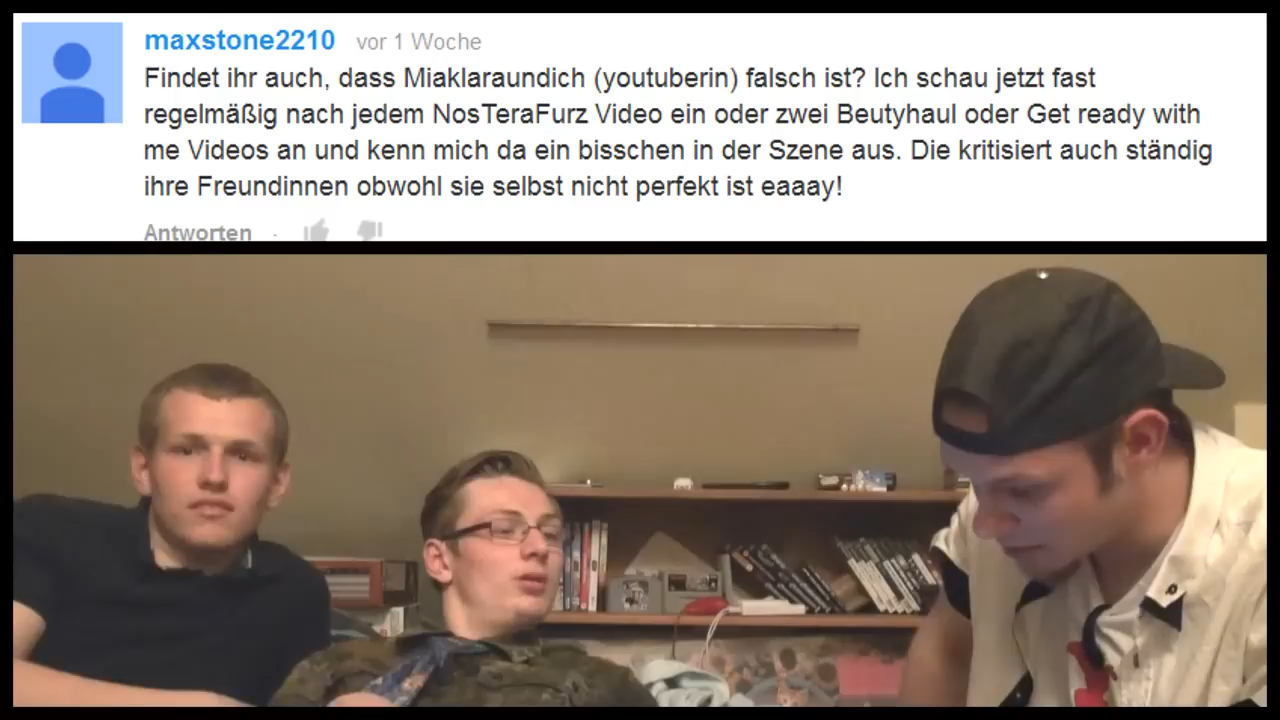 maxstone2210 vor 1 Woche
Findet ihr auch, dass Miaklaraundich (youtuberin) falsch ist? Ich schau jetzt fast
regelmäßig nach jedem NosTeraFurz Video ein oder zwei Beutyhaul oder Get ready with
me Videos an und kenn mich da ein bisschen in der Szene aus. Die kritisiert auch ständig
ihre Freundinnen obwohl sie selbst nicht perfekt ist eaaay!
Antworten ·